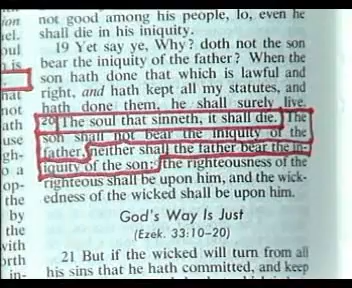 not good among his people, lo, even he
shall die in his iniquity.
19 Yet say ye, Why? doth not the son
bear the iniquity of the father? When the
son hath done that which is lawful and
right, and hath kept all my statutes, and
hath done them, he shall surely live.
20 The soul that sinneth, it shall die. The
son shall not bear the iniquity of the
father, neither shall the father bear the in-
iquity of the son: the righteousness of the
righteous shall be upon him, and the wick-
edness of the wicked shall be upon him.
God's Way Is Just
(Ezek. 33:10–20)
21 But if the wicked will turn from all
his sins that he hath committed, and keep